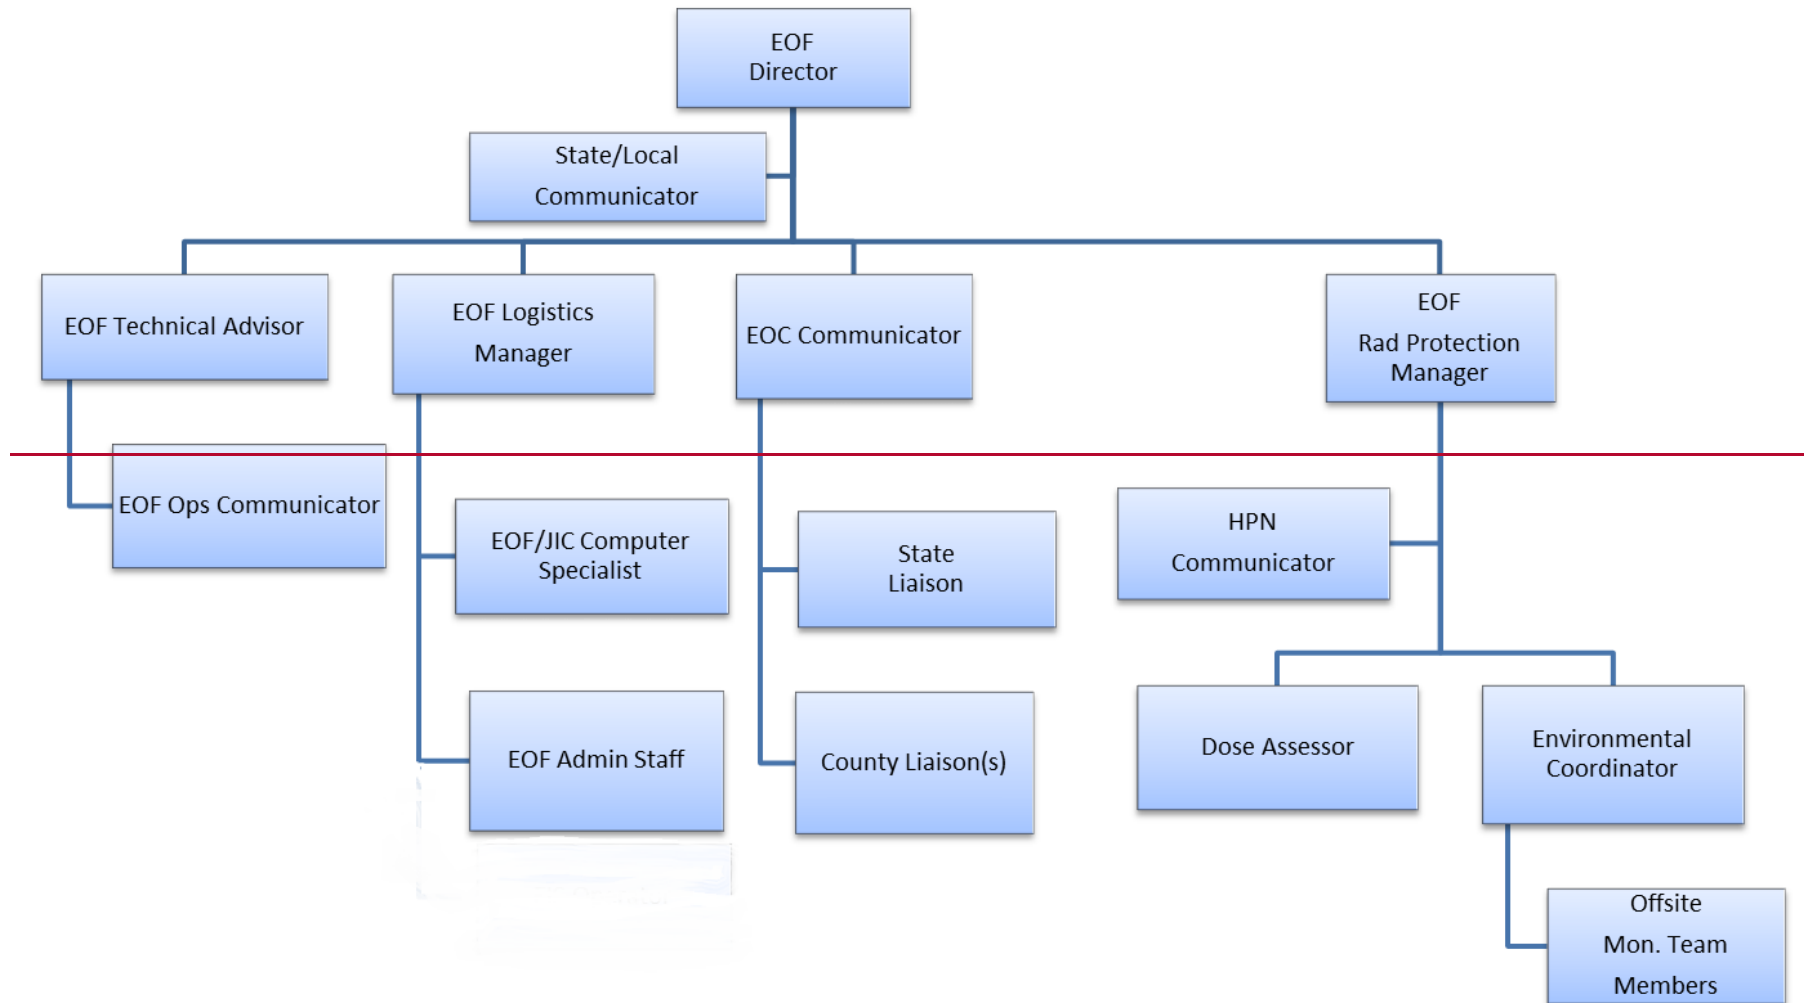 EOF
Director
State/Local
Communicator
EOF Technical Advisor
EOF Logistics
Manager
EOC Communicator
EOF
Rad Protection
Manager
EOF Ops Communicator
EOF/JIC Computer
Specialist
State
Liaison
HPN
Communicator
EOF Admin Staff
County Liaison(s)
Dose Assessor
Environmental
Coordinator
Offsite
Mon. Team
Members